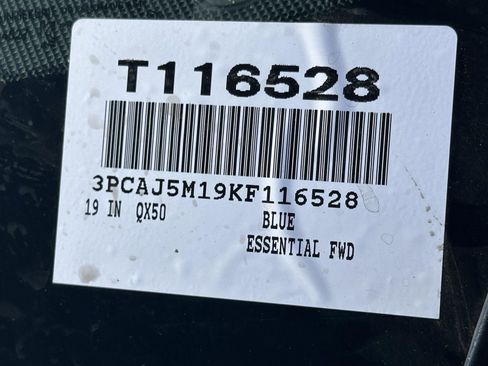 T116528
3PCAJ5M19KF116528
19 IN QX50 BLUE
ESSENTIAL FWD